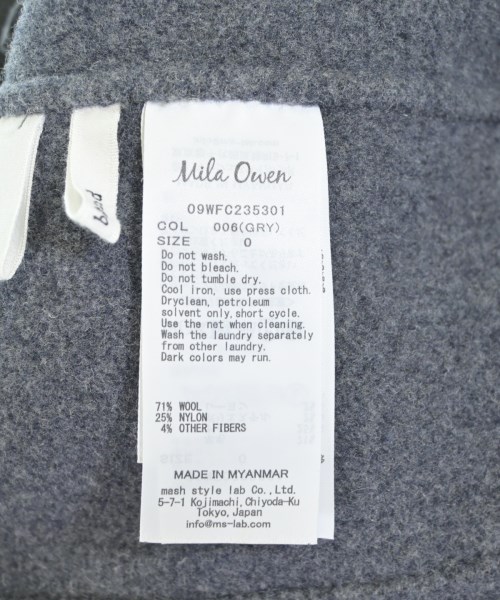 Mila Owen
09WFC235301
COL 006(GRY)
SIZE 0
Do not wash.
Do not bleach.
Do not tumble dry.
Cool iron, use press cloth.
Dryclean, petroleum
solvent only,short cycle.
Use the net when cleaning.
Wash the laundry separately
from other laundry.
Dark colors may run.
71% WOOL
25% NYLON
4% OTHER FIBERS
MADE IN MYANMAR
mash style lab Co., Ltd.
5-7-1 Kojimachi,Chiyoda-Ku
Tokyo,Japan
info@ms-lab.com